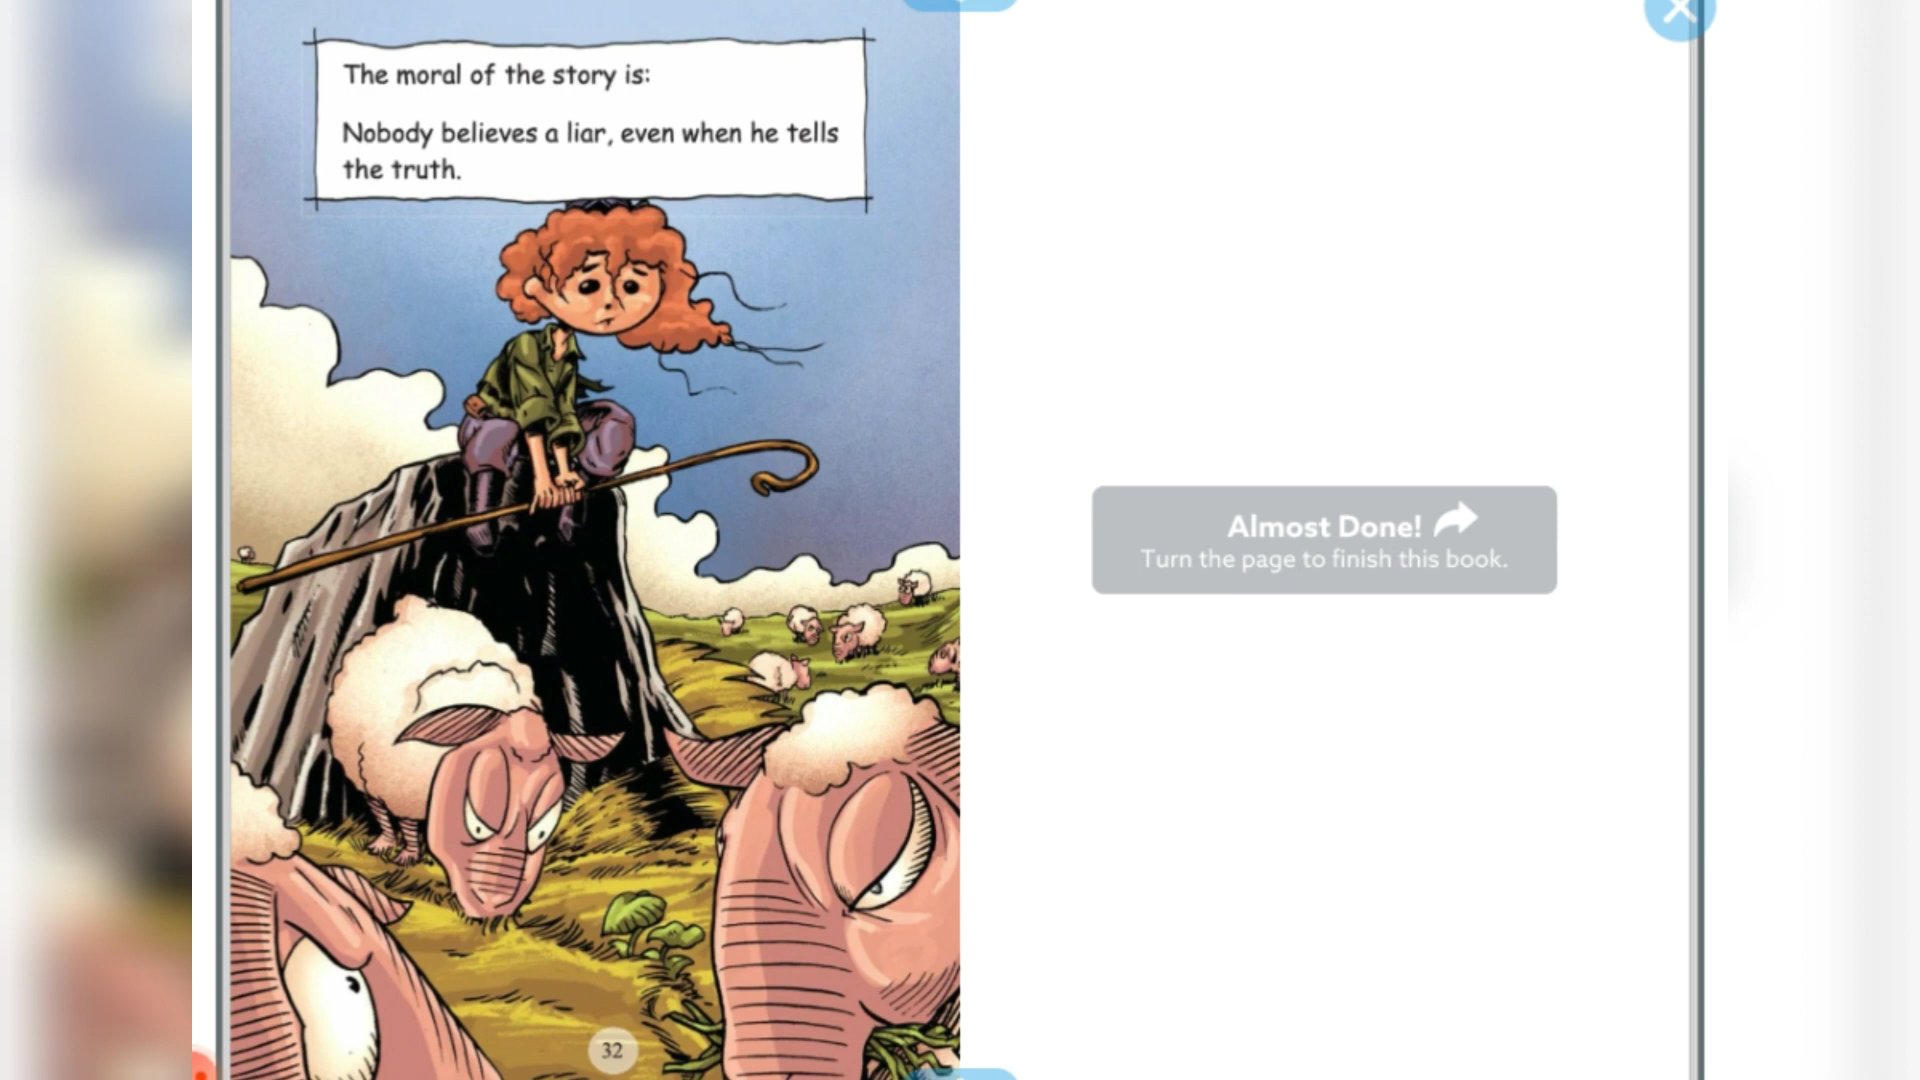 The moral of the story is:
Nobody believes a liar, even when he tells
the truth.
32
Almost Done!
Turn the page to finish this book.